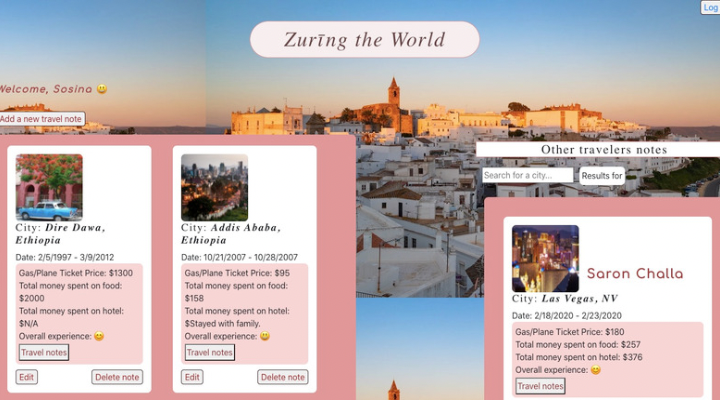 Log
Zurīng the World
Welcome, Sosina 😃
Add a new travel note
Other travelers notes
Search for a city...
Results for
City: Dire Dawa,
Ethiopia
Date: 2/5/1997 - 3/9/2012
Gas/Plane Ticket Price: $1300
Total money spent on food:
$2000
Total money spent on hotel:
$N/A
Overall experience: 😊
Travel notes
Edit
Delete note
City: Addis Ababa,
Ethiopia
Date: 10/21/2007 - 10/28/2007
Gas/Plane Ticket Price: $95
Total money spent on food:
$158
Total money spent on hotel:
$Stayed with family.
Overall experience: 😀
Travel notes
Edit
Delete note
Saron Challa
City: Las Vegas, NV
Date: 2/18/2020 - 2/23/2020
Gas/Plane Ticket Price: $180
Total money spent on food: $257
Total money spent on hotel: $376
Overall experience: 😊
Travel notes